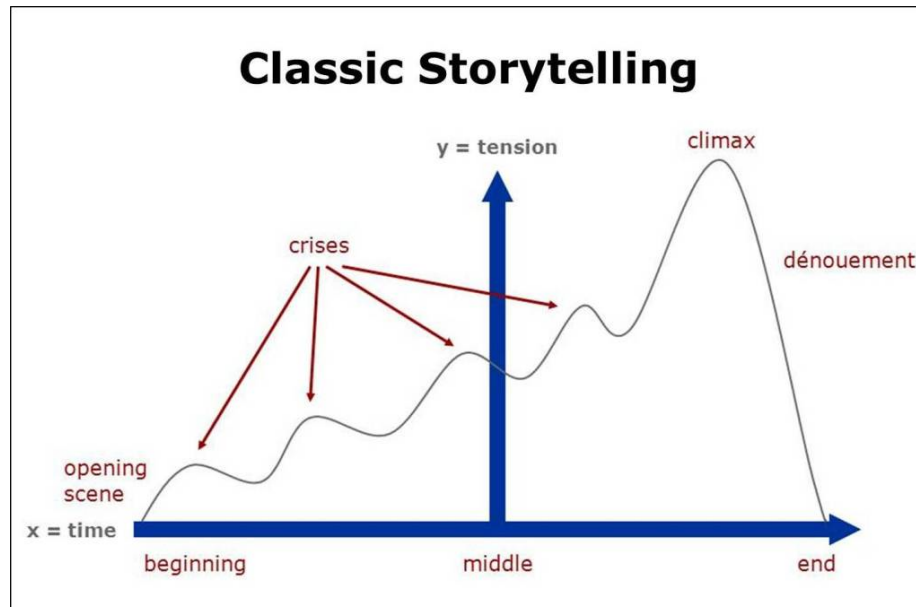 Classic Storytelling
climax
y = tension
crises
dénouement
opening
scene
x = time
beginning
middle
end